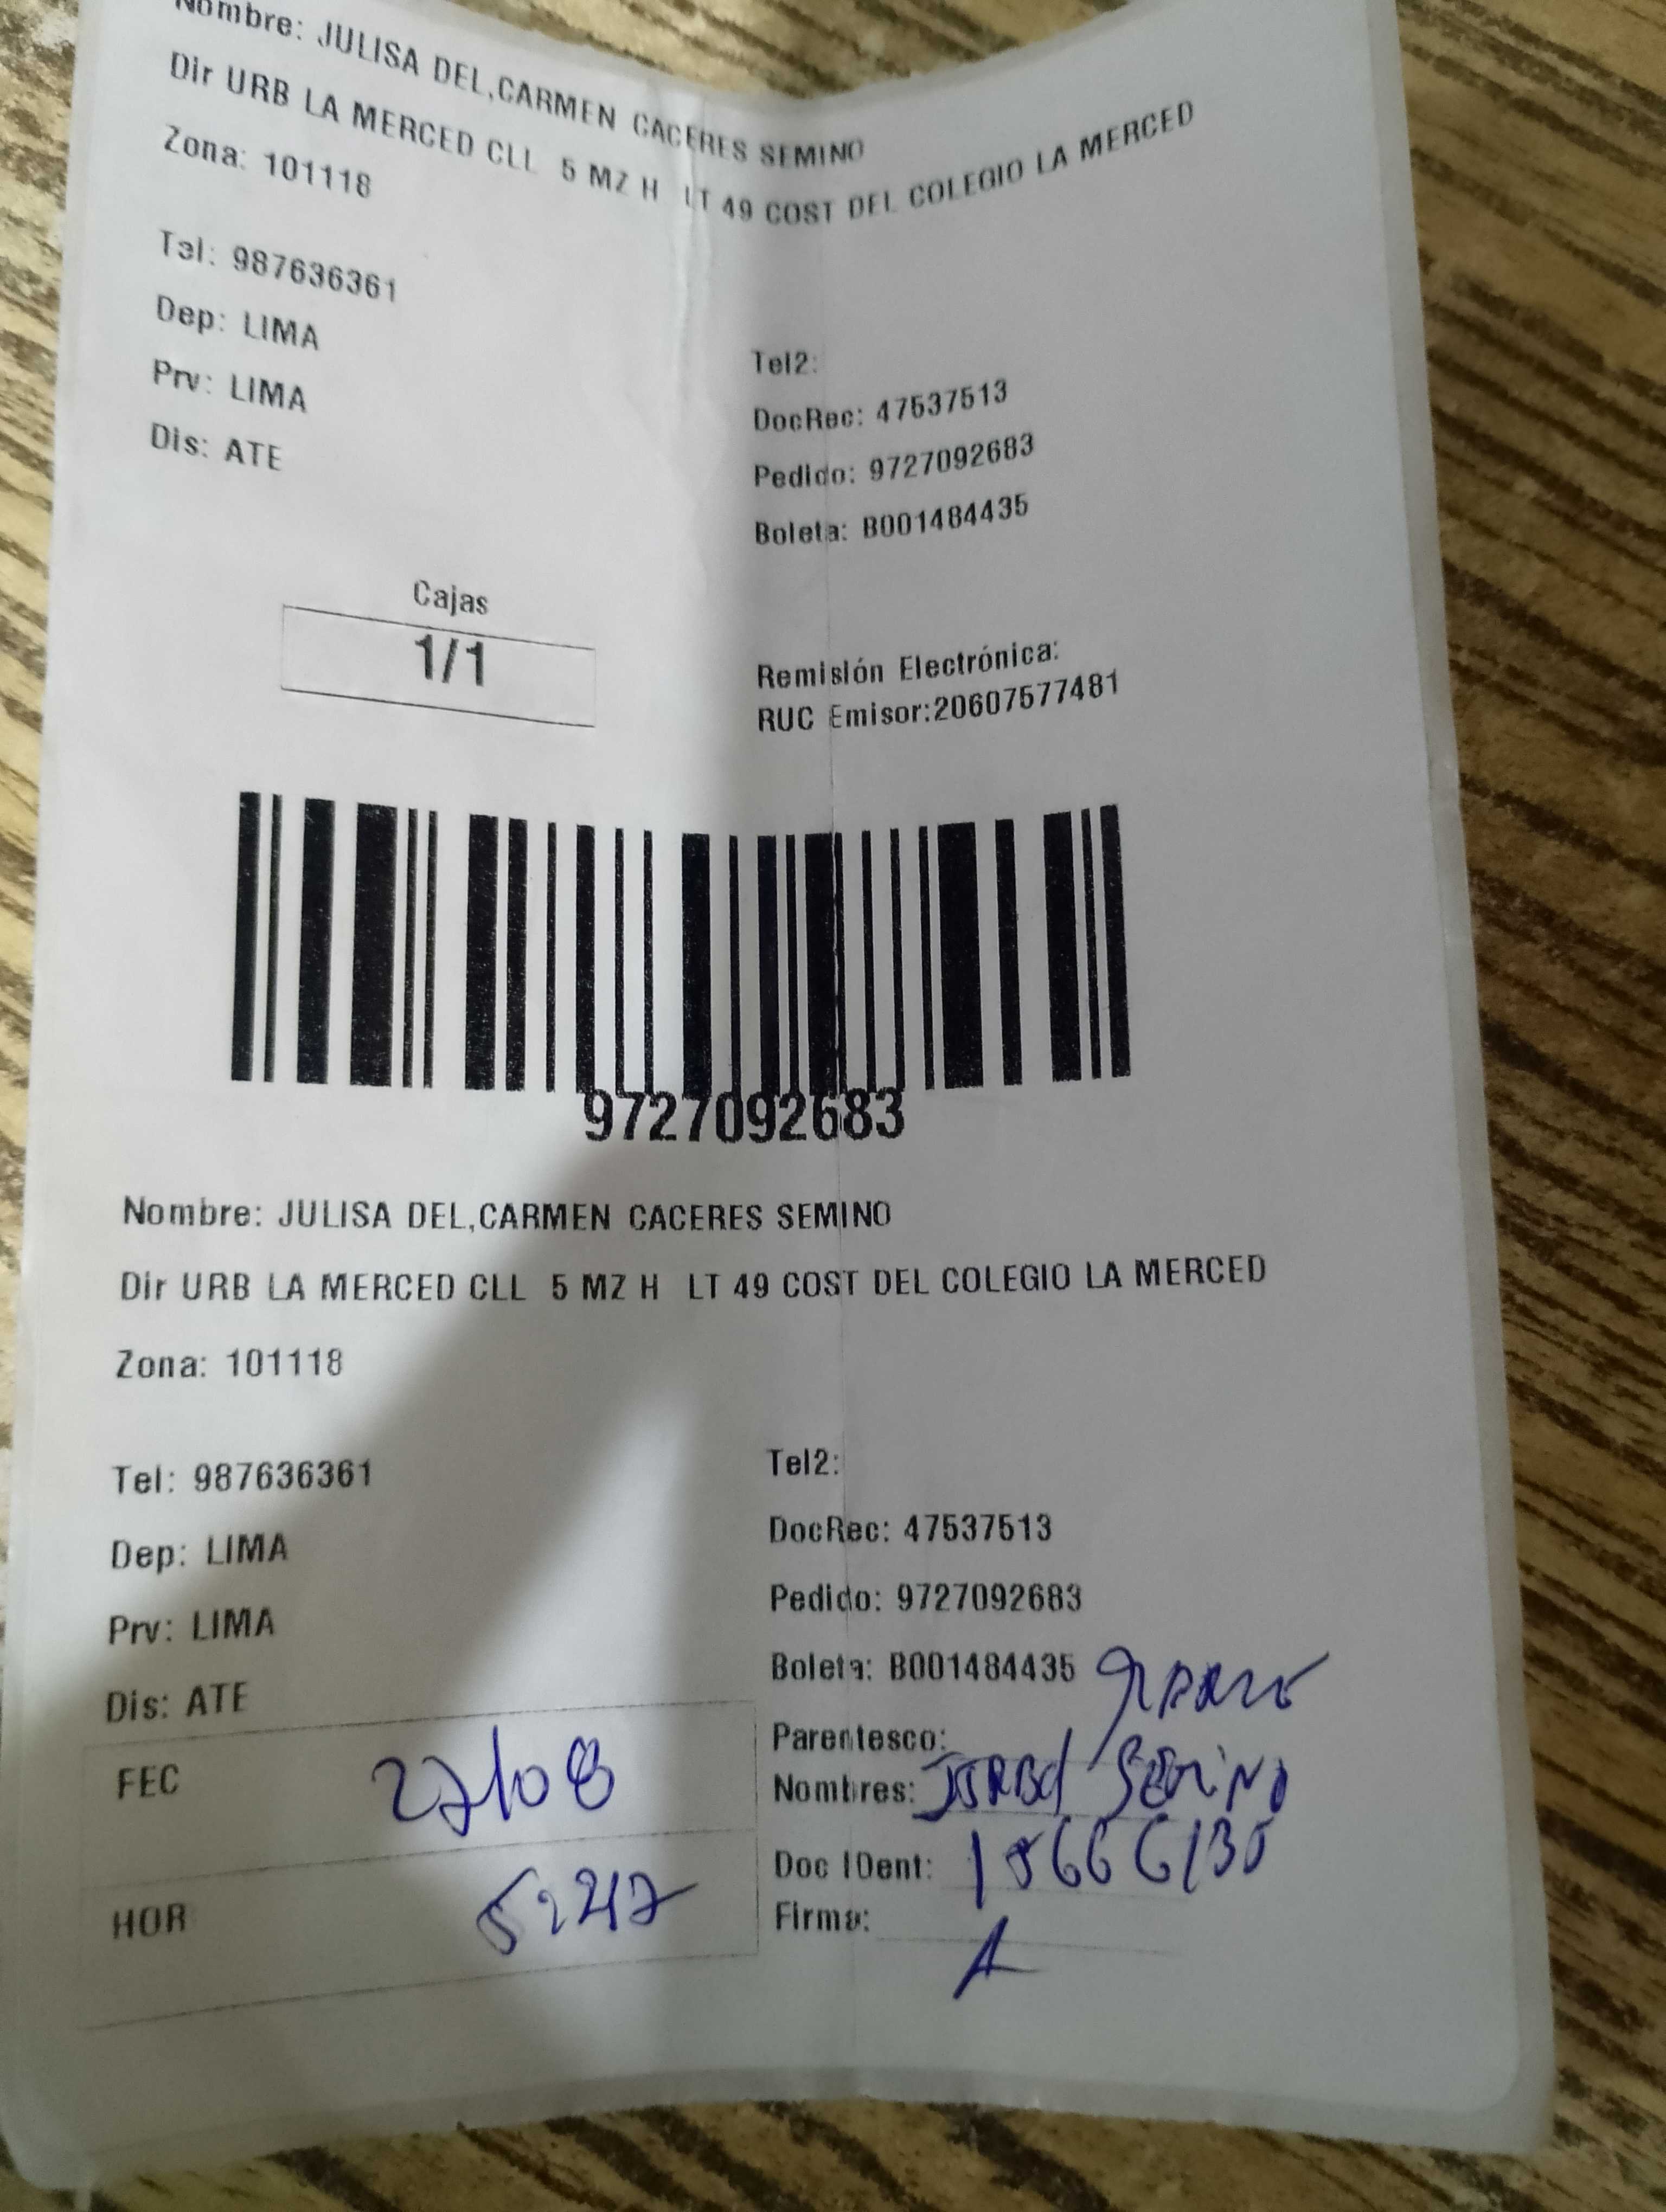 Nombre: JULISA DEL,CARMEN CACERES SEMINO
Dir URB LA MERCED CLL 5 MZ H LT 49 COST DEL COLEGIO LA MERCED
Zona: 101118
Tel: 987636361
Dep: LIMA
Prv: LIMA
Dis: ATE
Tel2:
DocRec: 47537513
Pedido: 9727092683
Boleta: B001484435
Cajas
1/1
Remisión Electrónica:
RUC Emisor:20607577481
9727092683
Nombre: JULISA DEL,CARMEN CACERES SEMINO
Dir URB LA MERCED CLL 5 MZ H LT 49 COST DEL COLEGIO LA MERCED
Zona: 101118
Tel: 987636361
Dep: LIMA
Prv: LIMA
Dis: ATE
Tel2:
DocRec: 47537513
Pedido: 9727092683
Boleta: B001484435
FEC 27/08
HOR
Parentesco:
Nombres: SEMINO
Doc IDent:
Firma: